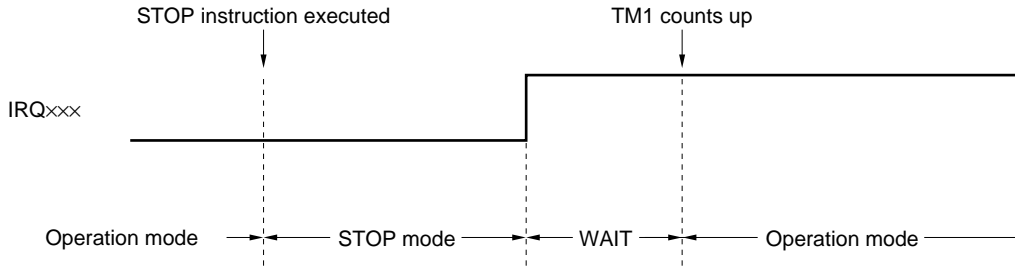 STOP instruction executed
TM1 counts up
IRQ×××
Operation mode
STOP mode
WAIT
Operation mode